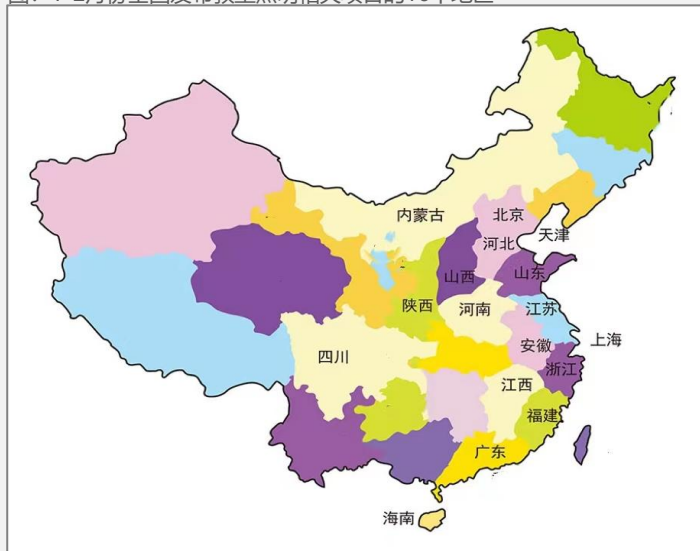 内蒙古
北京
天津
河北
山西
山东
陕西
河南
江苏
上海
安徽
四川
浙江
江西
福建
广东
海南